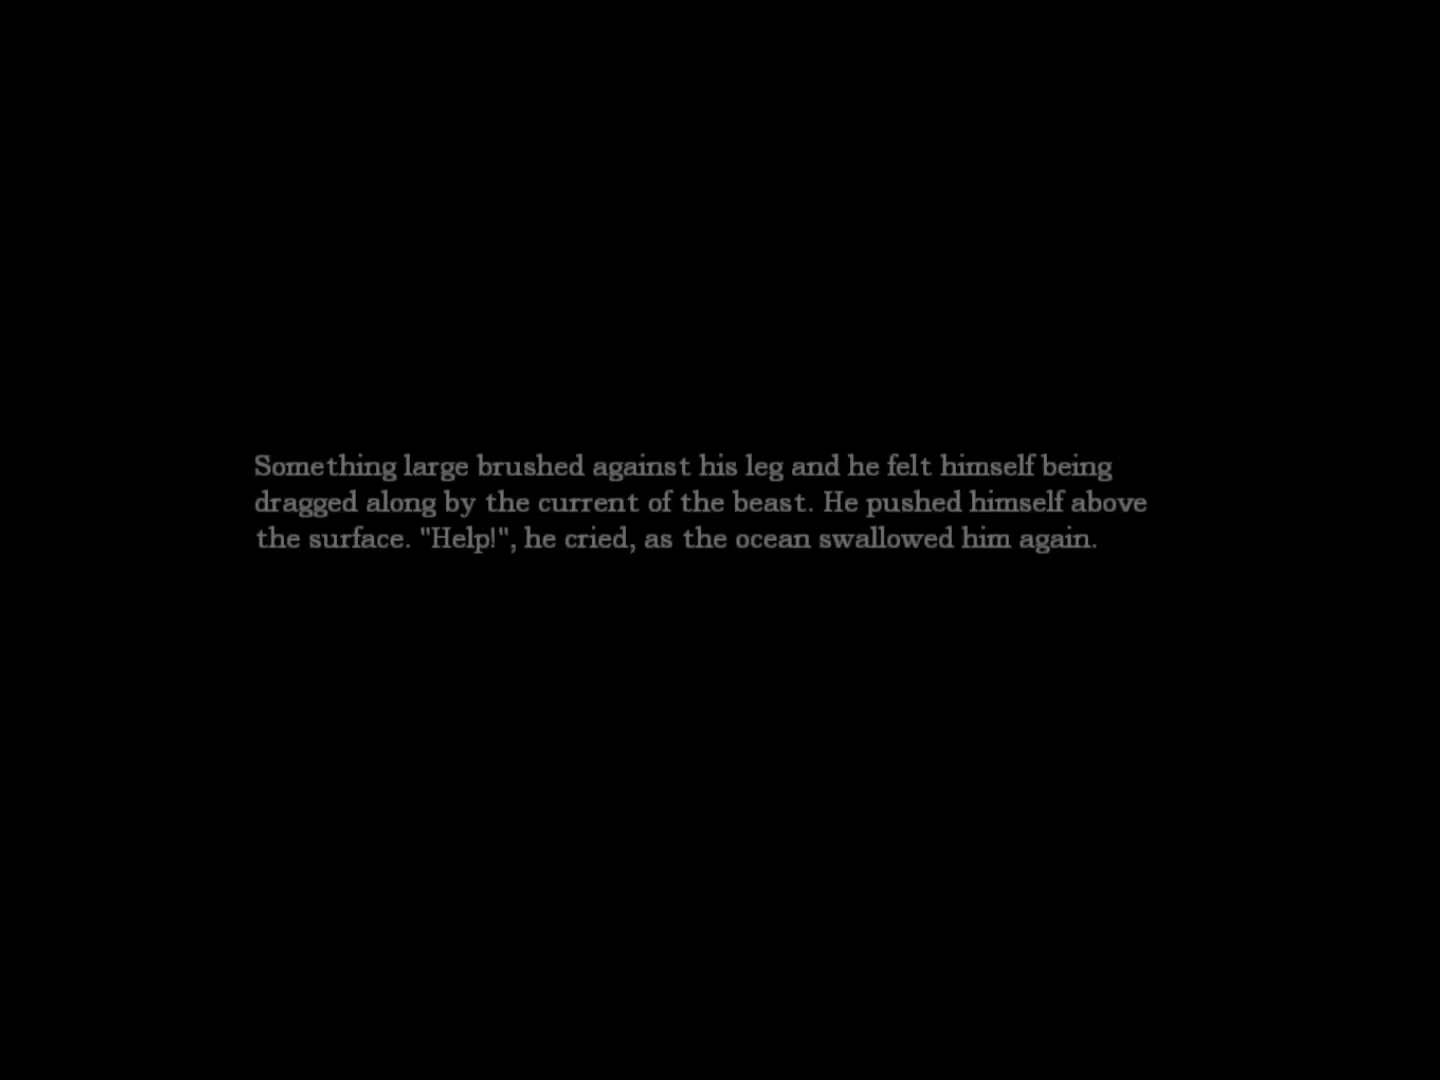 Something large brushed against his leg and he felt himself being
dragged along by the current of the beast. He pushed himself above
the surface. "Help!", he cried, as the ocean swallowed him again.